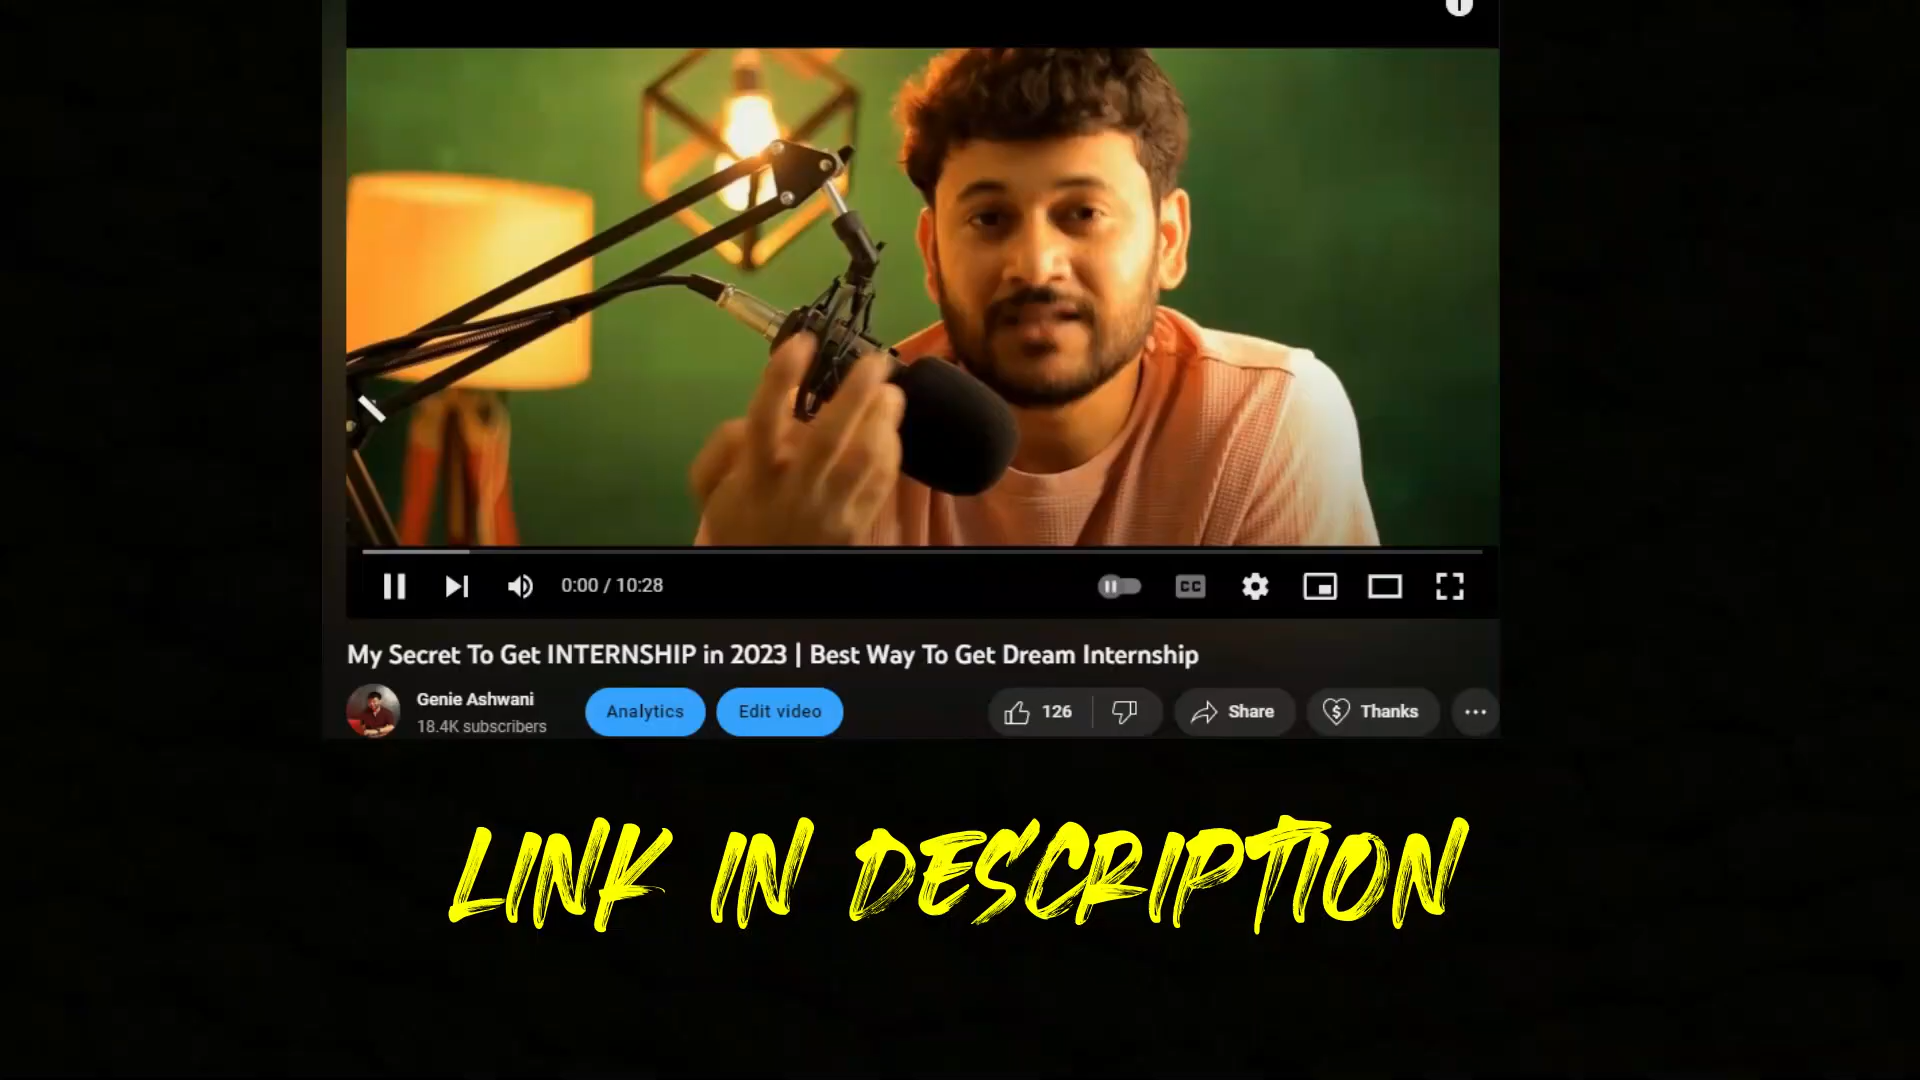 CC
0:00 / 10:28
My Secret To Get INTERNSHIP in 2023 | Best Way To Get Dream Internship
Genie Ashwani
18.4K subscribers
Analytics
Edit video
126
Share
Thanks
LINK IN DESCRIPTION